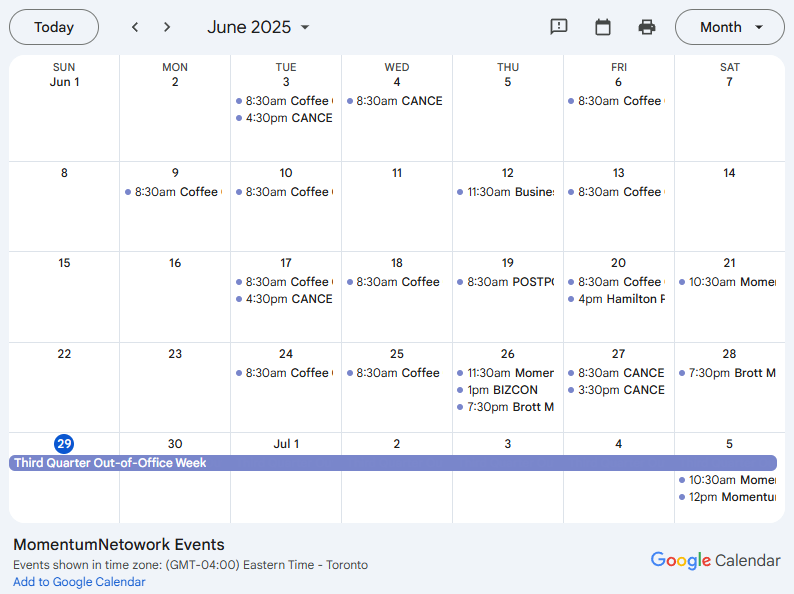 Today
June 2025
Month
SUN MON TUE WED THU FRI SAT
Jun 1 2 3 4 5 6 7
8:30am Coffee
8:30am CANCE
8:30am Coffee
4:30pm CANCE
8 9 10 11 12 13 14
8:30am Coffee
8:30am Coffee
11:30am Busine
8:30am Coffee
15 16 17 18 19 20 21
8:30am Coffee
8:30am Coffee
8:30am POSTPO
8:30am Coffee
10:30am Mome
4:30pm CANCE
4pm Hamilton
22 23 24 25 26 27 28
8:30am Coffee
8:30am Coffee
11:30am Momen
8:30am CANCE
7:30pm Brott M
1pm BIZCON
3:30pm CANCE
7:30pm Brott M
29 30 Jul 1 2 3 4 5
Third Quarter Out-of-Office Week
10:30am Mome
12pm Momentu
MomentumNetowork Events
Events shown in time zone: (GMT-04:00) Eastern Time - Toronto
Add to Google Calendar
Google Calendar